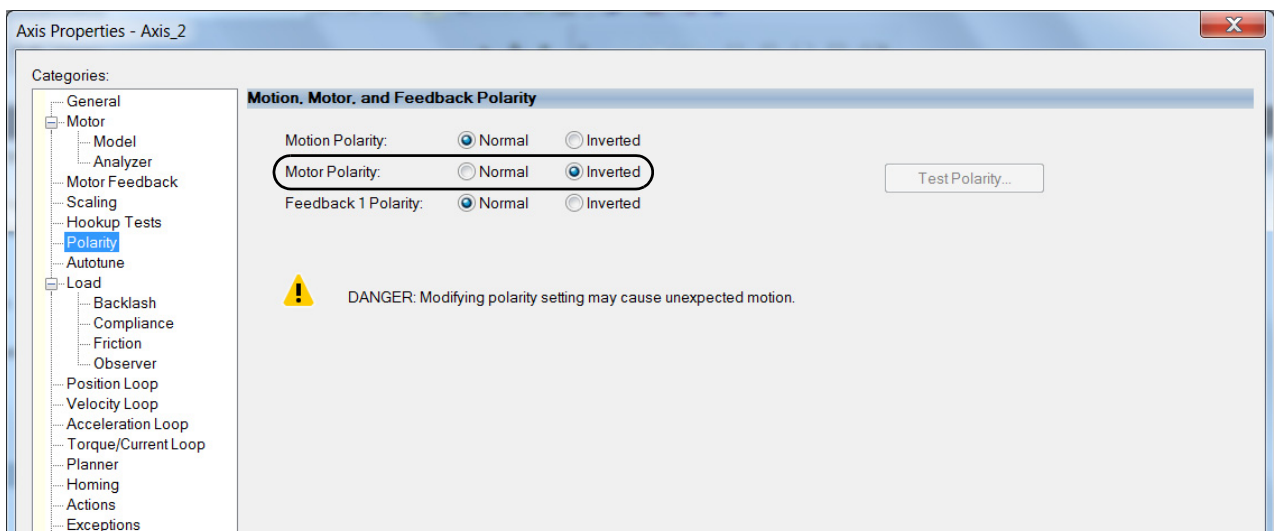 Axis Properties - Axis_2
X
Categories:
General
Motor
Model
Analyzer
Motor Feedback
Scaling
Hookup Tests
Polarity
Autotune
Load
Backlash
Compliance
Friction
Observer
Position Loop
Velocity Loop
Acceleration Loop
Torque/Current Loop
Planner
Homing
Actions
Exceptions
Motion, Motor, and Feedback Polarity
Motion Polarity: Normal Inverted
Motor Polarity: Normal Inverted
Feedback 1 Polarity: Normal Inverted
Test Polarity...
DANGER: Modifying polarity setting may cause unexpected motion.